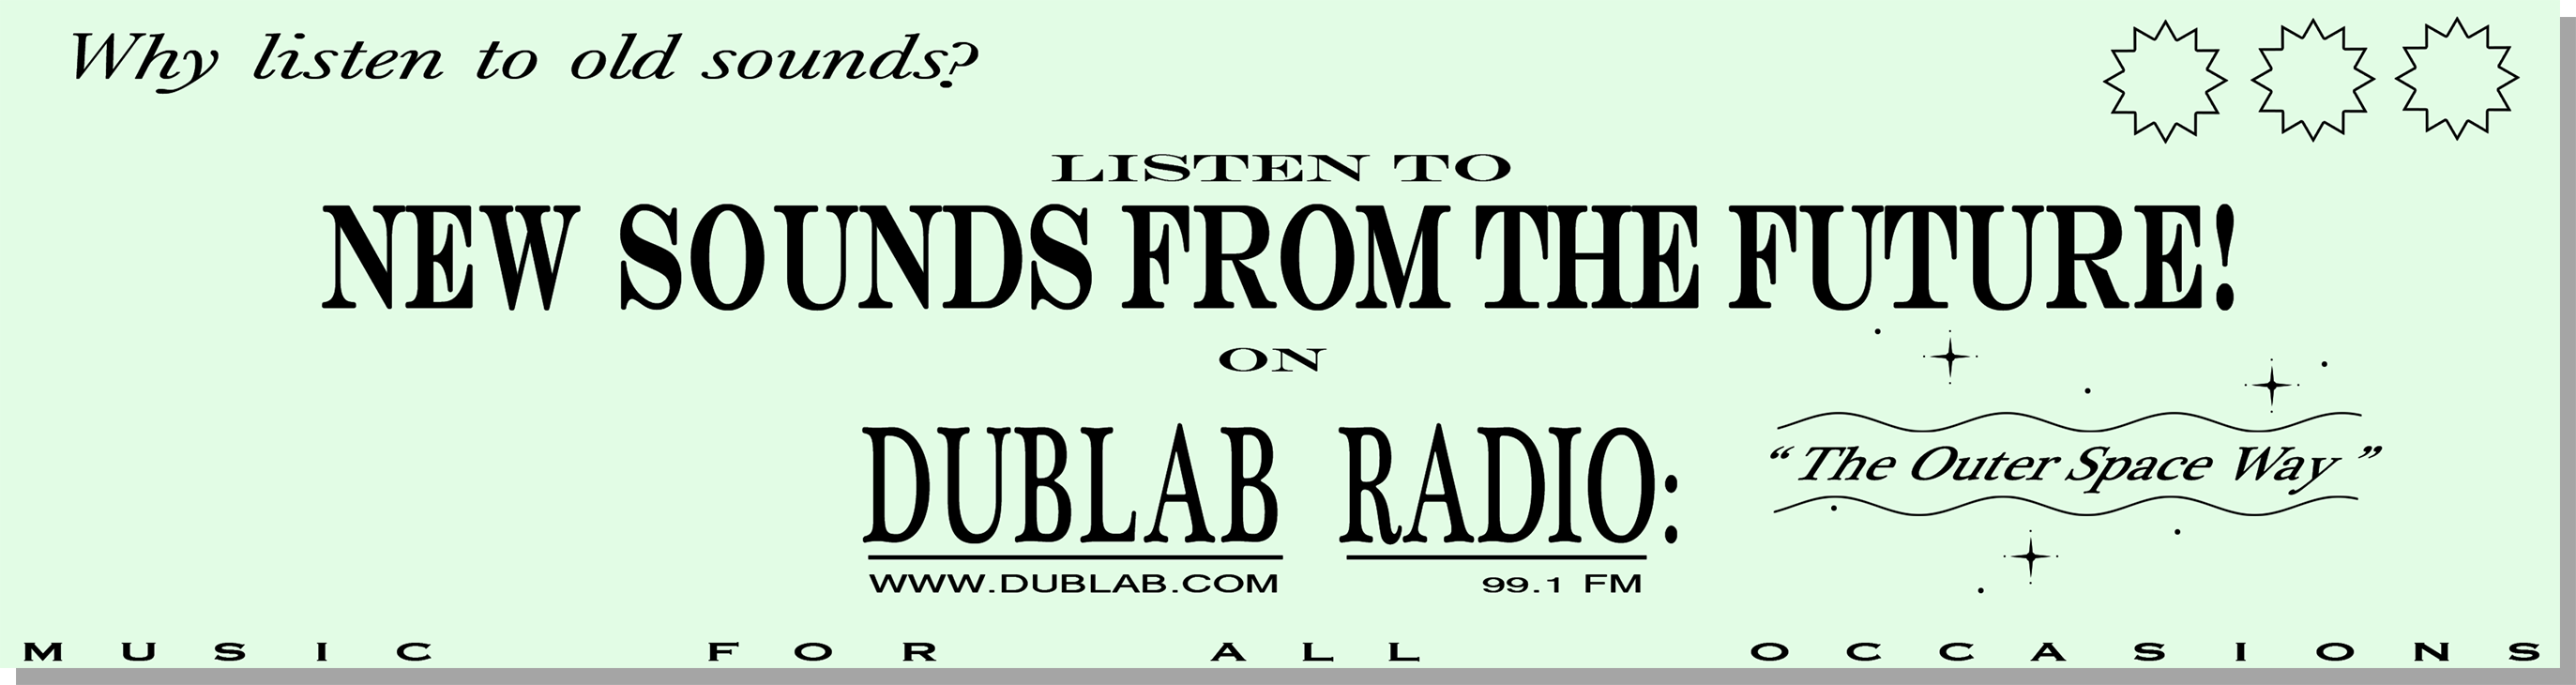 Why listen to old sounds?
LISTEN TO
NEW SOUNDS FROM THE FUTURE!
ON
DUBLAB RADIO:
“The Outer Space Way”
WWW.DUBLAB.COM 99.1 FM
MUSIC FOR ALL OCCASIONS